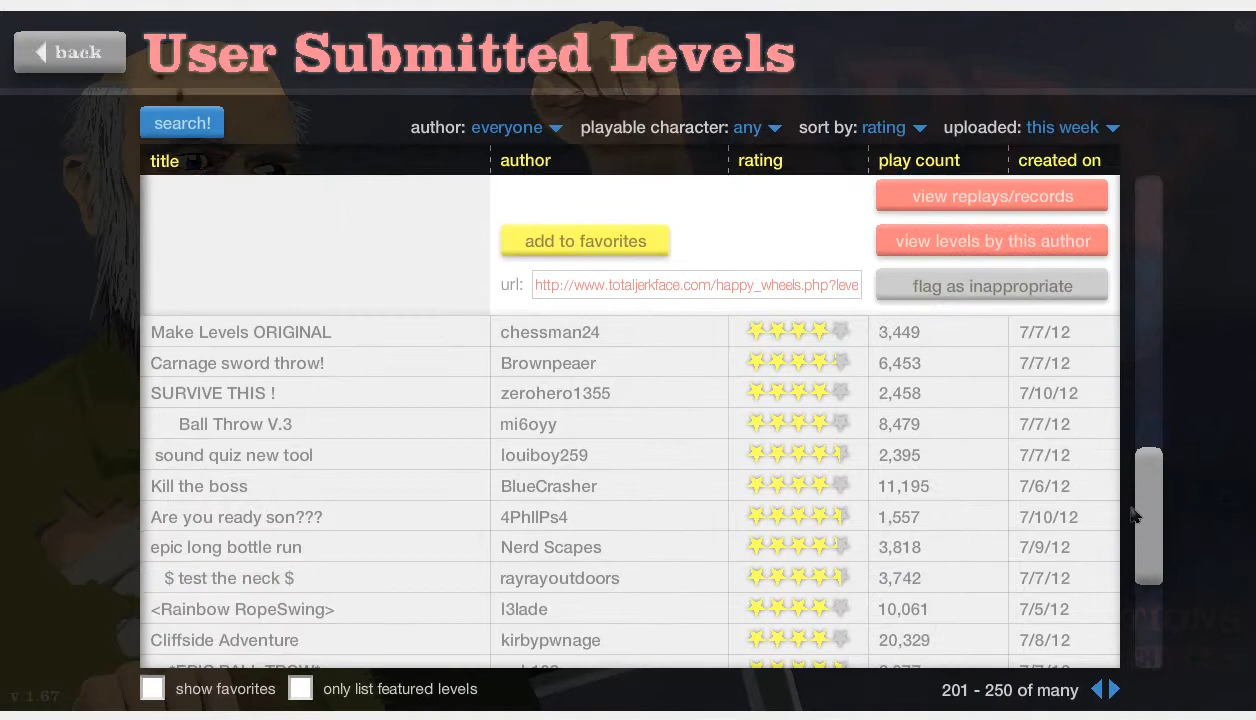 back
User Submitted Levels
search!
author: everyone playable character: any sort by: rating uploaded: this week
title author rating play count created on
view replays/records
add to favorites view levels by this author
url: http://www.totaljerkface.com/happy_wheels.php?leve flag as inappropriate
Make Levels ORIGINAL chessman24 3,449 7/7/12
Carnage sword throw! Brownpeaer 6,453 7/7/12
SURVIVE THIS ! zerohero1355 2,458 7/10/12
Ball Throw V.3 mi6oyy 8,479 7/7/12
sound quiz new tool louiboy259 2,395 7/7/12
Kill the boss BlueCrasher 11,195 7/6/12
Are you ready son??? 4PhllPs4 1,557 7/10/12
epic long bottle run Nerd Scapes 3,818 7/9/12
$ test the neck $ rayrayoutdoors 3,742 7/7/12
<Rainbow RopeSwing> l3lade 10,061 7/5/12
Cliffside Adventure kirbypwnage 20,329 7/8/12
*EPIC BALL TROW*
show favorites only list featured levels 201 - 250 of many
v 1.67